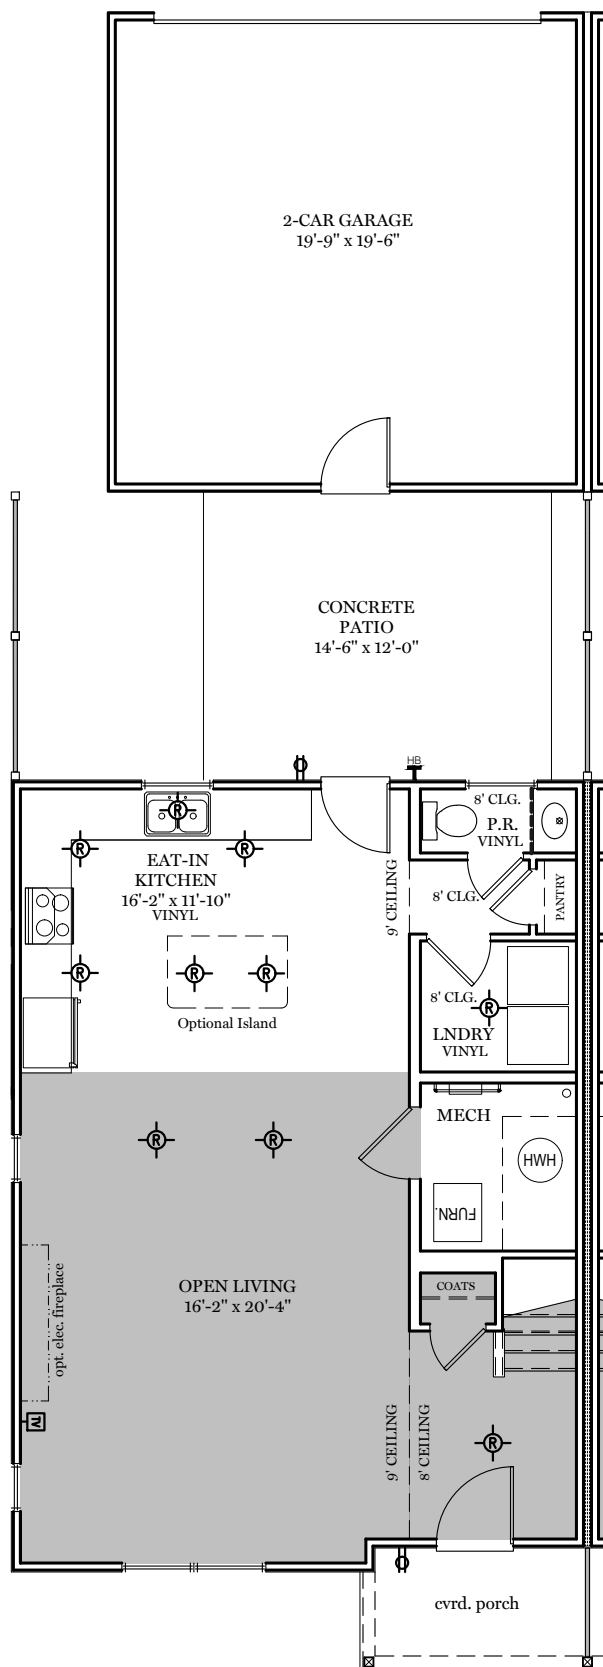 2-CAR GARAGE
19'-9" x 19'-6"
CONCRETE
PATIO
14'-6" x 12'-0"
HB
8' CLG.
P.R.
VINYL
R
R
R
EAT-IN
KITCHEN
16'-2" x 11'-10"
VINYL
9' CEILING
8' CLG.
PANTRY
R
R
R
Optional Island
8' CLG.
R
LNDRY
VINYL
MECH
R
R
HWH
FURN.
OPEN LIVING
16'-2" x 20'-4"
COATS
opt. elec. fireplace
TV
9' CEILING
8' CEILING
R
cvrd. porch